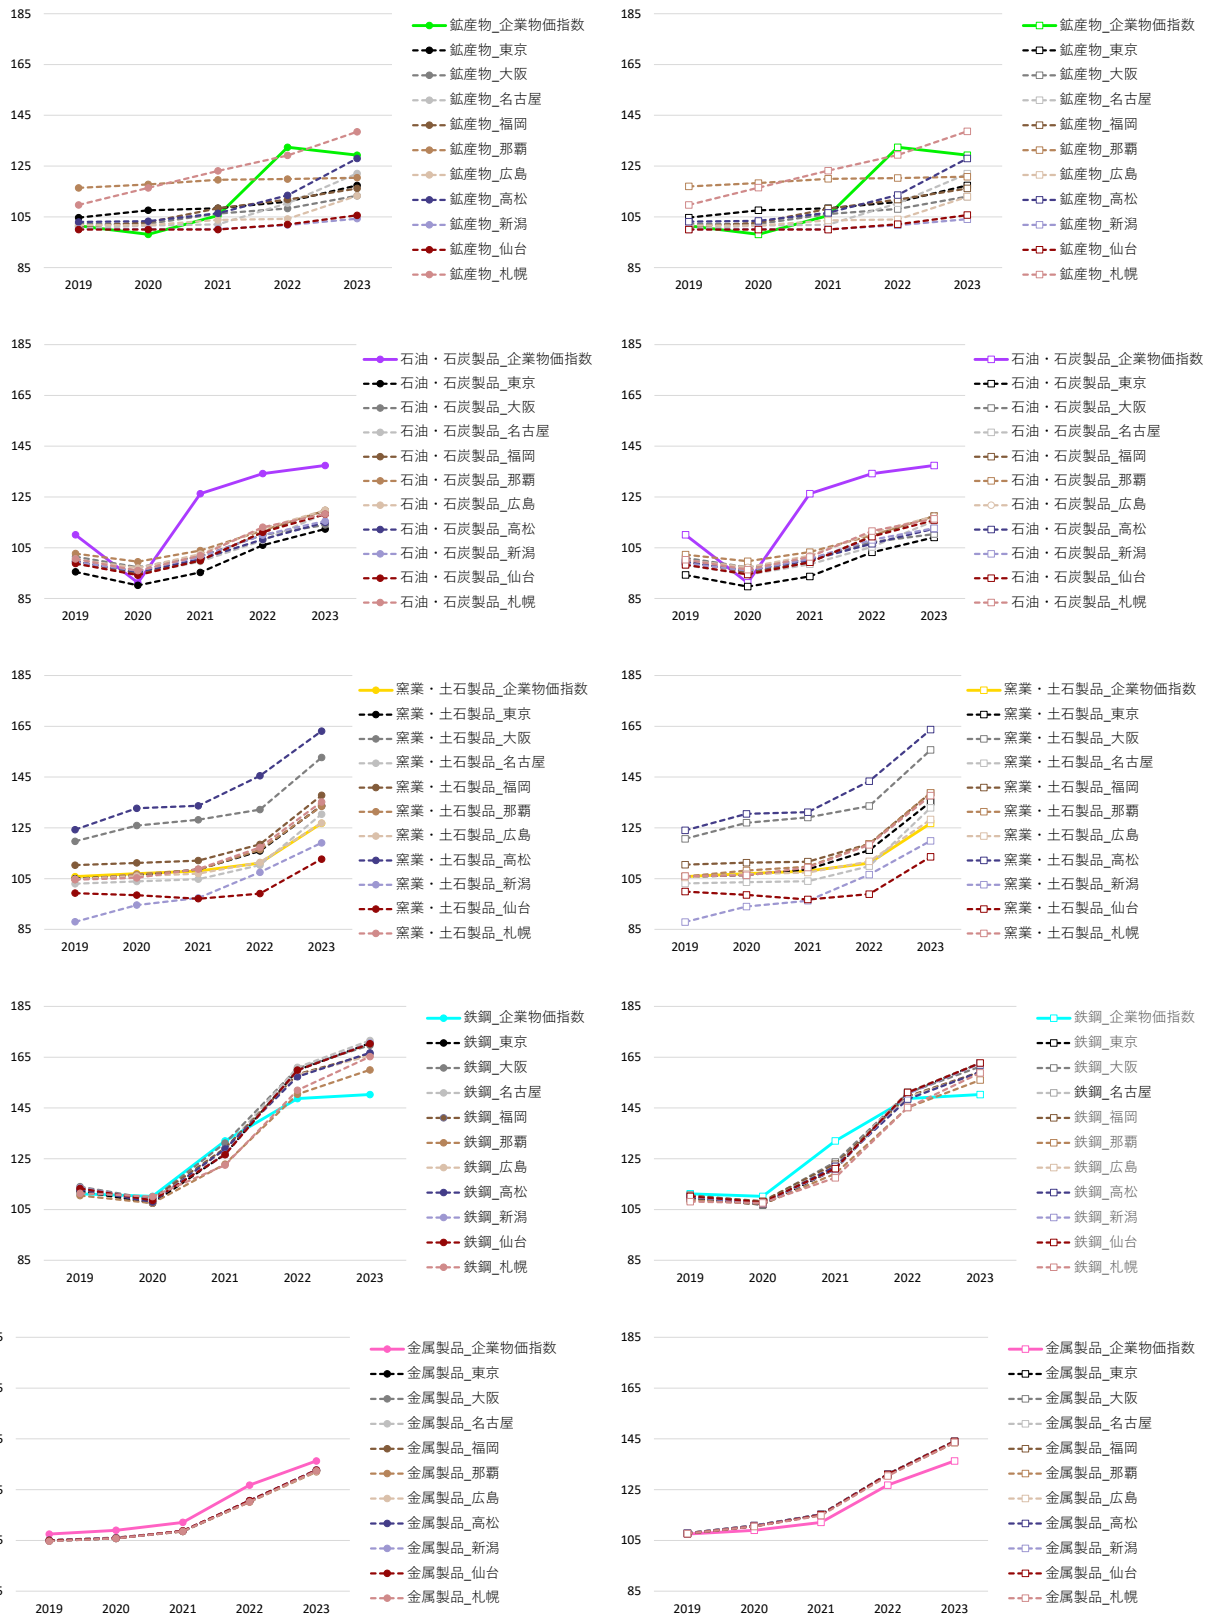 185
165
145
125
105
85
2019 2020 2021 2022 2023
鉱産物_企業物価指数
鉱産物_東京
鉱産物_大阪
鉱産物_名古屋
鉱産物_福岡
鉱産物_那覇
鉱産物_広島
鉱産物_高松
鉱産物_新潟
鉱産物_仙台
鉱産物_札幌
185
165
145
125
105
85
2019 2020 2021 2022 2023
鉱産物_企業物価指数
鉱産物_東京
鉱産物_大阪
鉱産物_名古屋
鉱産物_福岡
鉱産物_那覇
鉱産物_広島
鉱産物_高松
鉱産物_新潟
鉱産物_仙台
鉱産物_札幌
185
165
145
125
105
85
2019 2020 2021 2022 2023
石油・石炭製品_企業物価指数
石油・石炭製品_東京
石油・石炭製品_大阪
石油・石炭製品_名古屋
石油・石炭製品_福岡
石油・石炭製品_那覇
石油・石炭製品_広島
石油・石炭製品_高松
石油・石炭製品_新潟
石油・石炭製品_仙台
石油・石炭製品_札幌
185
165
145
125
105
85
2019 2020 2021 2022 2023
石油・石炭製品_企業物価指数
石油・石炭製品_東京
石油・石炭製品_大阪
石油・石炭製品_名古屋
石油・石炭製品_福岡
石油・石炭製品_那覇
石油・石炭製品_広島
石油・石炭製品_高松
石油・石炭製品_新潟
石油・石炭製品_仙台
石油・石炭製品_札幌
185
165
145
125
105
85
2019 2020 2021 2022 2023
窯業・土石製品_企業物価指数
窯業・土石製品_東京
窯業・土石製品_大阪
窯業・土石製品_名古屋
窯業・土石製品_福岡
窯業・土石製品_那覇
窯業・土石製品_広島
窯業・土石製品_高松
窯業・土石製品_新潟
窯業・土石製品_仙台
窯業・土石製品_札幌
185
165
145
125
105
85
2019 2020 2021 2022 2023
窯業・土石製品_企業物価指数
窯業・土石製品_東京
窯業・土石製品_大阪
窯業・土石製品_名古屋
窯業・土石製品_福岡
窯業・土石製品_那覇
窯業・土石製品_広島
窯業・土石製品_高松
窯業・土石製品_新潟
窯業・土石製品_仙台
窯業・土石製品_札幌
185
165
145
125
105
85
2019 2020 2021 2022 2023
鉄鋼_企業物価指数
鉄鋼_東京
鉄鋼_大阪
鉄鋼_名古屋
鉄鋼_福岡
鉄鋼_那覇
鉄鋼_広島
鉄鋼_高松
鉄鋼_新潟
鉄鋼_仙台
鉄鋼_札幌
185
165
145
125
105
85
2019 2020 2021 2022 2023
鉄鋼_企業物価指数
鉄鋼_東京
鉄鋼_大阪
鉄鋼_名古屋
鉄鋼_福岡
鉄鋼_那覇
鉄鋼_広島
鉄鋼_高松
鉄鋼_新潟
鉄鋼_仙台
鉄鋼_札幌
5
5
5
5
5
5
2019 2020 2021 2022 2023
金属製品_企業物価指数
金属製品_東京
金属製品_大阪
金属製品_名古屋
金属製品_福岡
金属製品_那覇
金属製品_広島
金属製品_高松
金属製品_新潟
金属製品_仙台
金属製品_札幌
185
165
145
125
105
85
2019 2020 2021 2022 2023
金属製品_企業物価指数
金属製品_東京
金属製品_大阪
金属製品_名古屋
金属製品_福岡
金属製品_那覇
金属製品_広島
金属製品_高松
金属製品_新潟
金属製品_仙台
金属製品_札幌